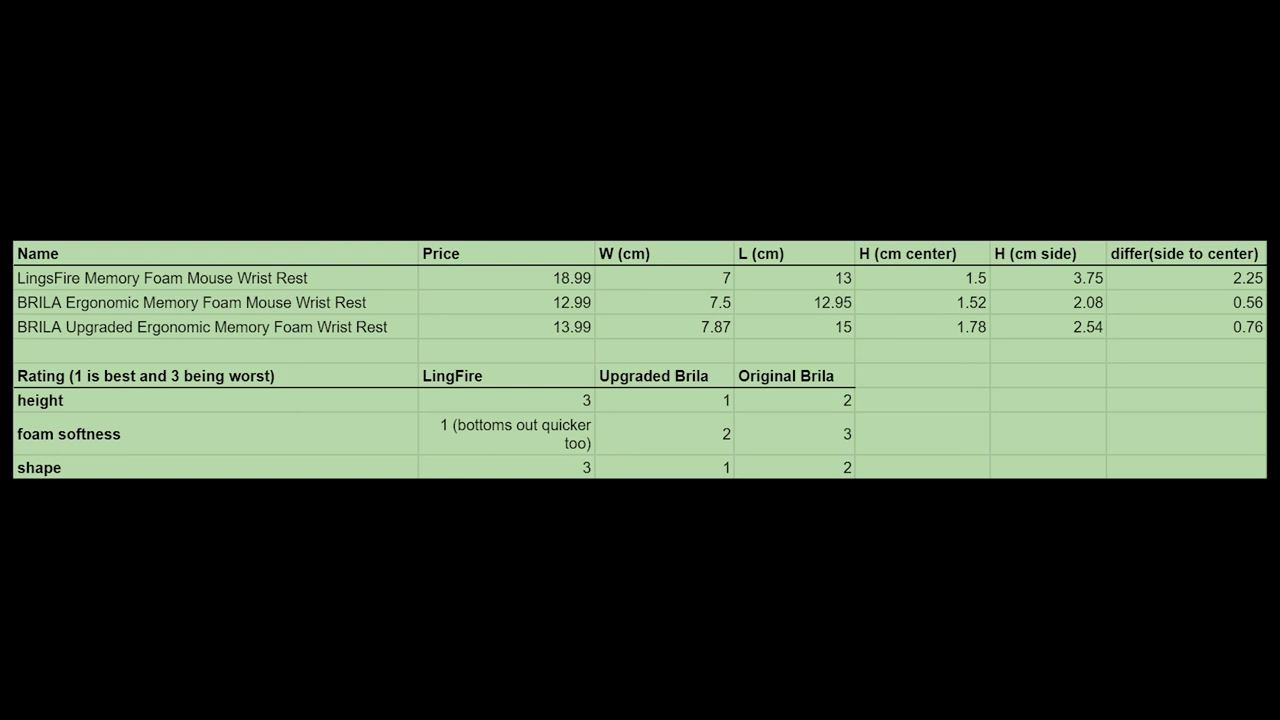 Name Price W (cm) L (cm) H (cm center) H (cm side) differ(side to center)
LingsFire Memory Foam Mouse Wrist Rest 18.99 7 13 1.5 3.75 2.25
BRILA Ergonomic Memory Foam Mouse Wrist Rest 12.99 7.5 12.95 1.52 2.08 0.56
BRILA Upgraded Ergonomic Memory Foam Wrist Rest 13.99 7.87 15 1.78 2.54 0.76
Rating (1 is best and 3 being worst) LingFire Upgraded Brila Original Brila
height 3 1 2
foam softness 1 (bottoms out quicker too) 2 3
shape 3 1 2